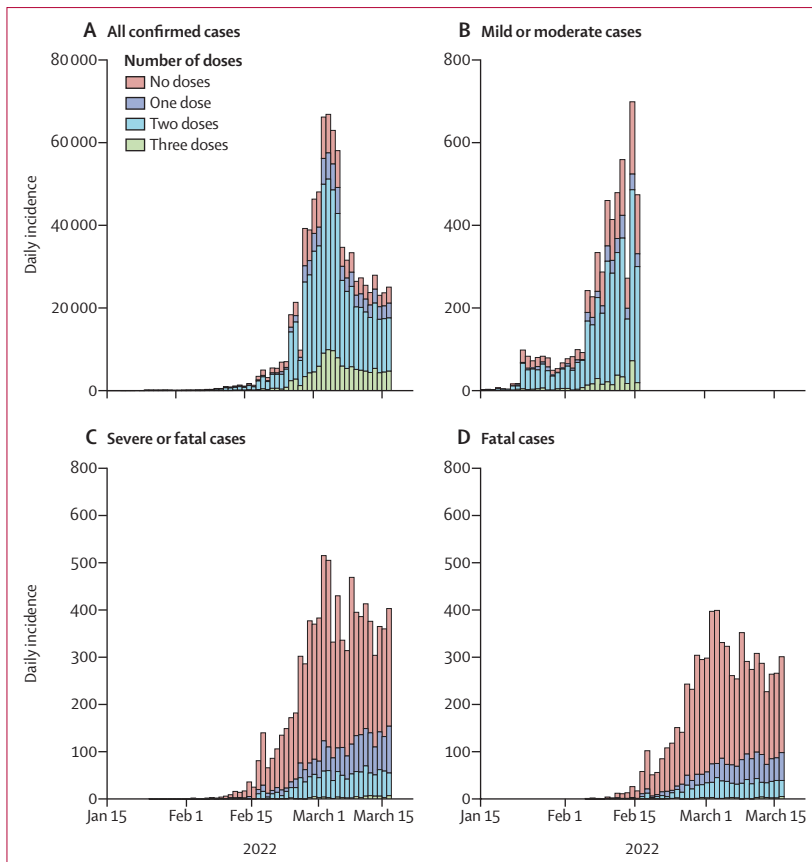 A All confirmed cases
Number of doses
No doses
One dose
Two doses
Three doses
80 000
60 000
40 000
20 000
0
Daily incidence
B Mild or moderate cases
800
600
400
200
0
C Severe or fatal cases
800
700
600
500
400
300
200
100
0
Daily incidence
Jan 15 Feb 1 Feb 15 March 1 March 15
2022
D Fatal cases
800
700
600
500
400
300
200
100
0
Jan 15 Feb 1 Feb 15 March 1 March 15
2022